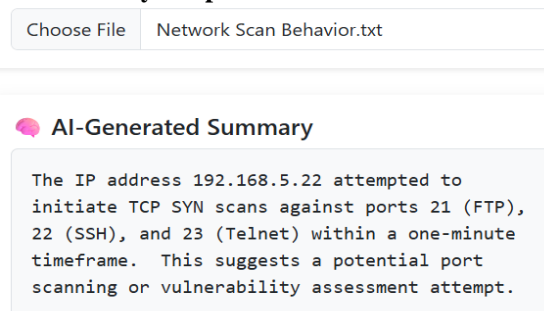 Choose File Network Scan Behavior.txt
AI-Generated Summary
The IP address 192.168.5.22 attempted to
initiate TCP SYN scans against ports 21 (FTP),
22 (SSH), and 23 (Telnet) within a one-minute
timeframe.  This suggests a potential port
scanning or vulnerability assessment attempt.